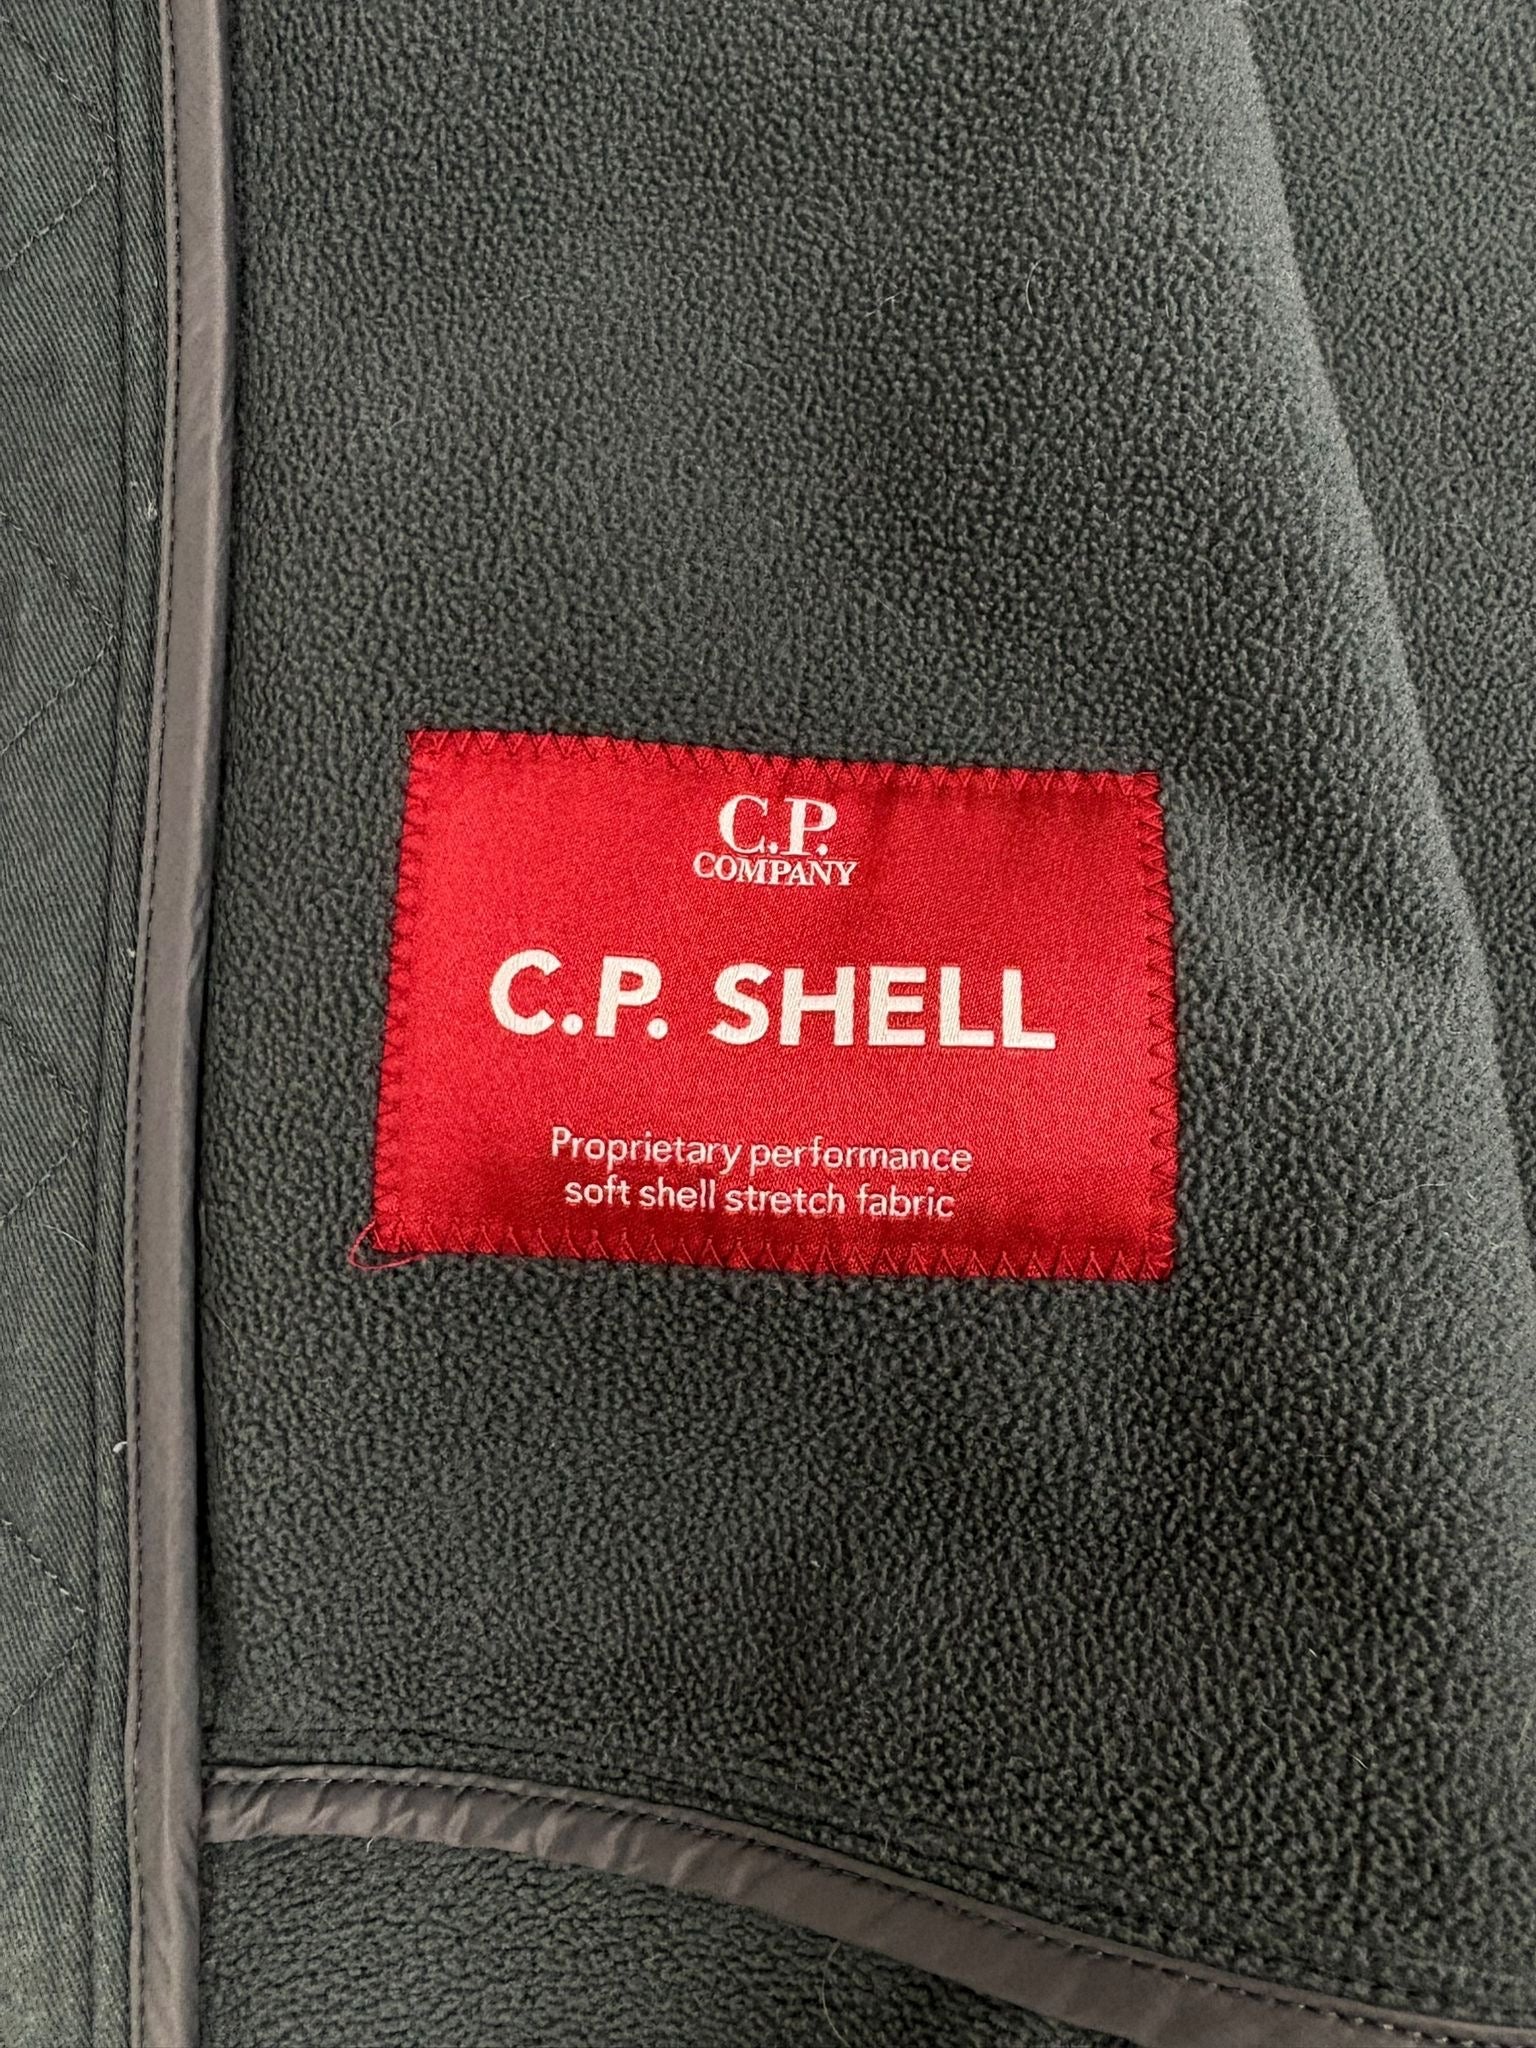 C.P.
COMPANY
C.P. SHELL
Proprietary performance
soft shell stretch fabric